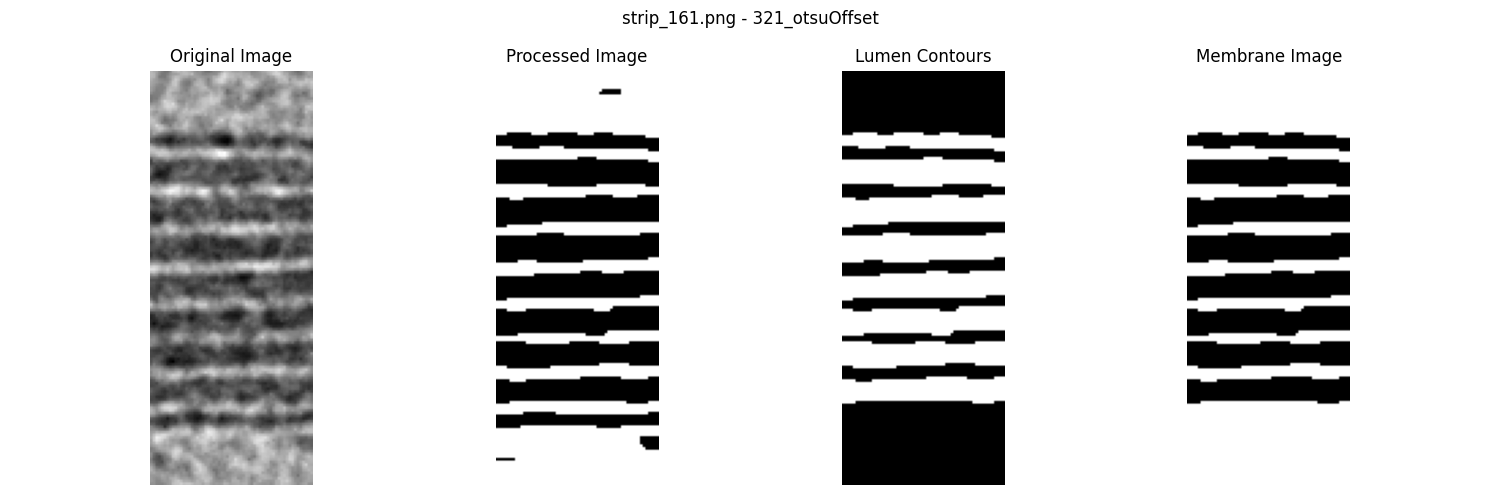 strip_161.png - 321_otsuOffset
Original Image
Processed Image
Lumen Contours
Membrane Image